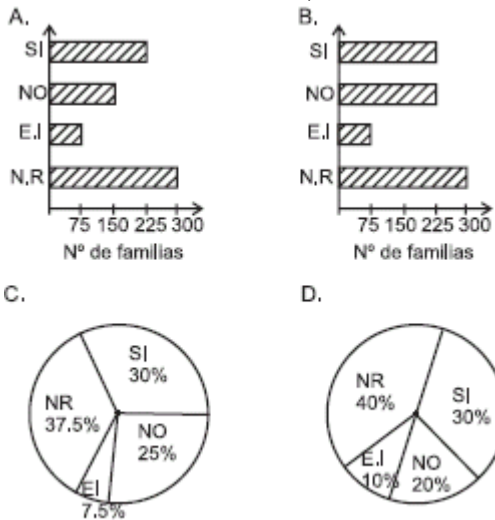 A.
SI
NO
E.I
N.R
75 150 225 300
Nº de familias
B.
SI
NO
E.I
N.R
75 150 225 300
Nº de familias
C.
SI
30%
NR
37.5%
NO
25%
EI
7.5%
D.
NR
40%
SI
30%
E.I
10%
NO
20%